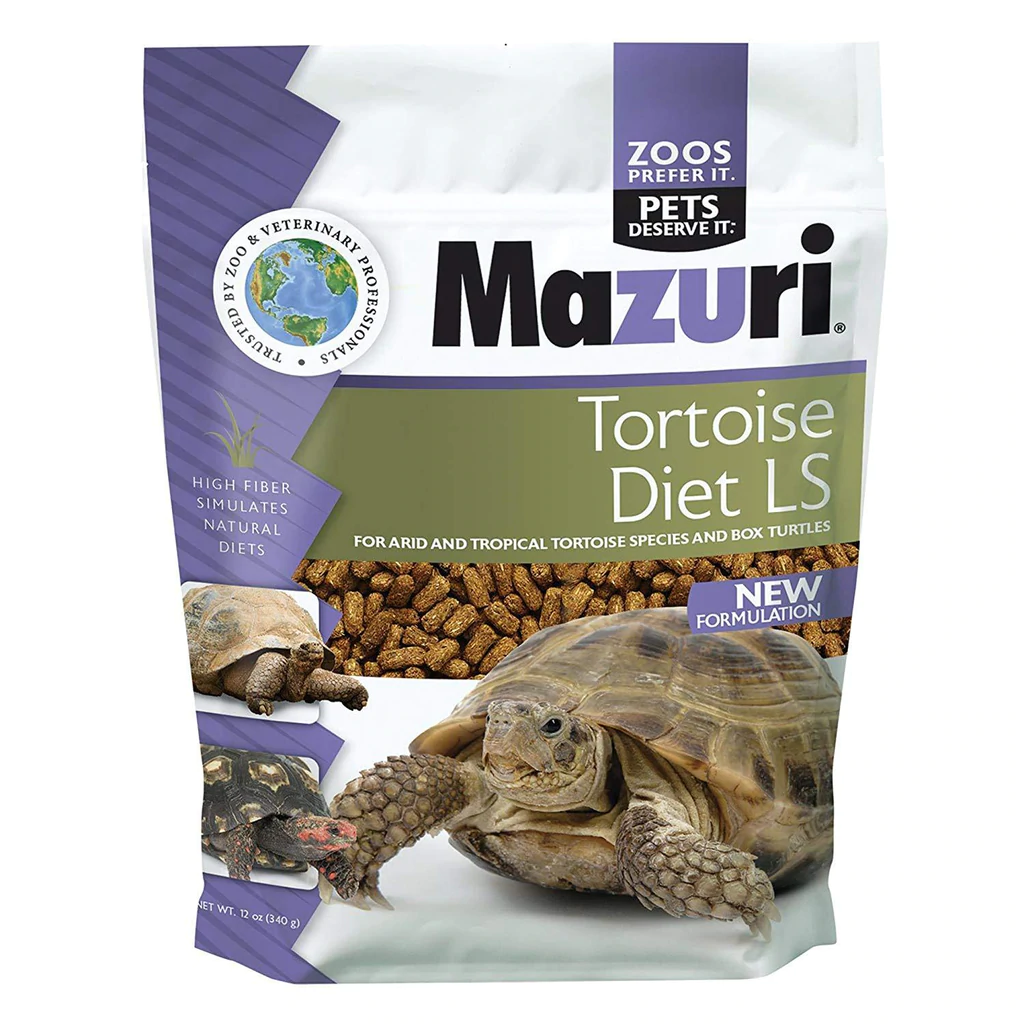 ZOOS
PREFER IT.
PETS
DESERVE IT.™
TRUSTED BY ZOO & VETERINARY PROFESSIONALS •
Mazuri®
Tortoise
Diet LS
FOR ARID AND TROPICAL TORTOISE SPECIES AND BOX TURTLES
HIGH FIBER
SIMULATES
NATURAL
DIETS
NEW
FORMULATION
NET WT. 12 oz (340 g)